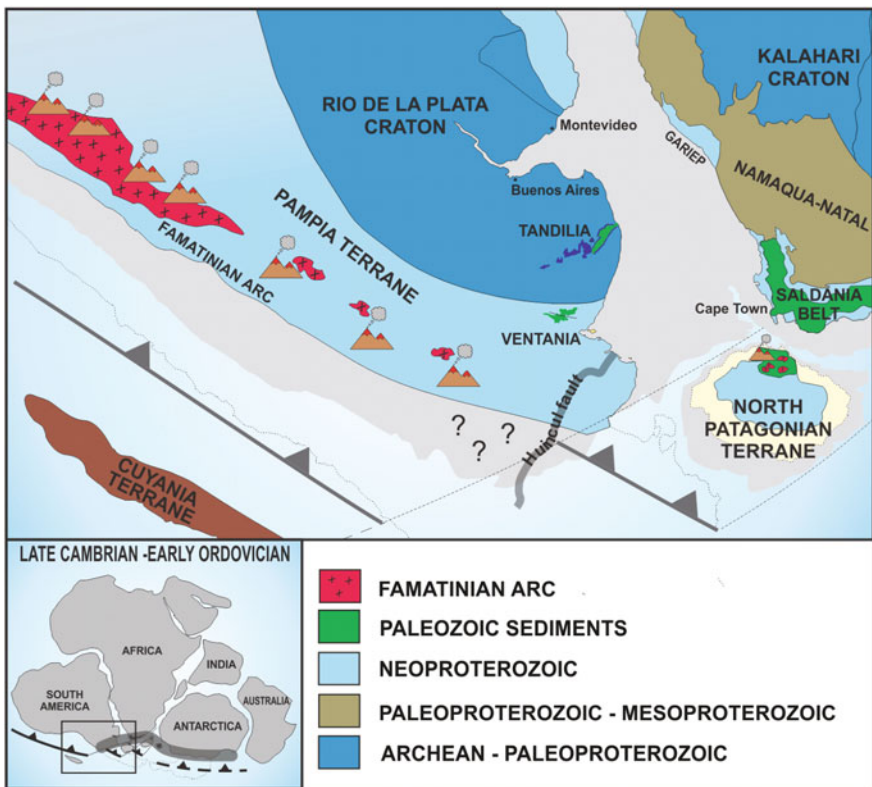 KALAHARI
CRATON
RIO DE LA PLATA
CRATON
Montevideo
GARIEP
NAMAQUA-NATAL
Buenos Aires
PAMPIA TERRANE
TANDILIA
FAMATINIAN ARC
SALDANIA
BELT
Cape Town
VENTANIA
Huincul fault
NORTH
PATAGONIAN
TERRANE
? ? ?
CUYANIA
TERRANE
LATE CAMBRIAN -EARLY ORDOVICIAN
AFRICA
INDIA
SOUTH
AMERICA
ANTARCTICA
AUSTRALIA
FAMATINIAN ARC
PALEOZOIC SEDIMENTS
NEOPROTEROZOIC
PALEOPROTEROZOIC - MESOPROTEROZOIC
ARCHEAN - PALEOPROTEROZOIC